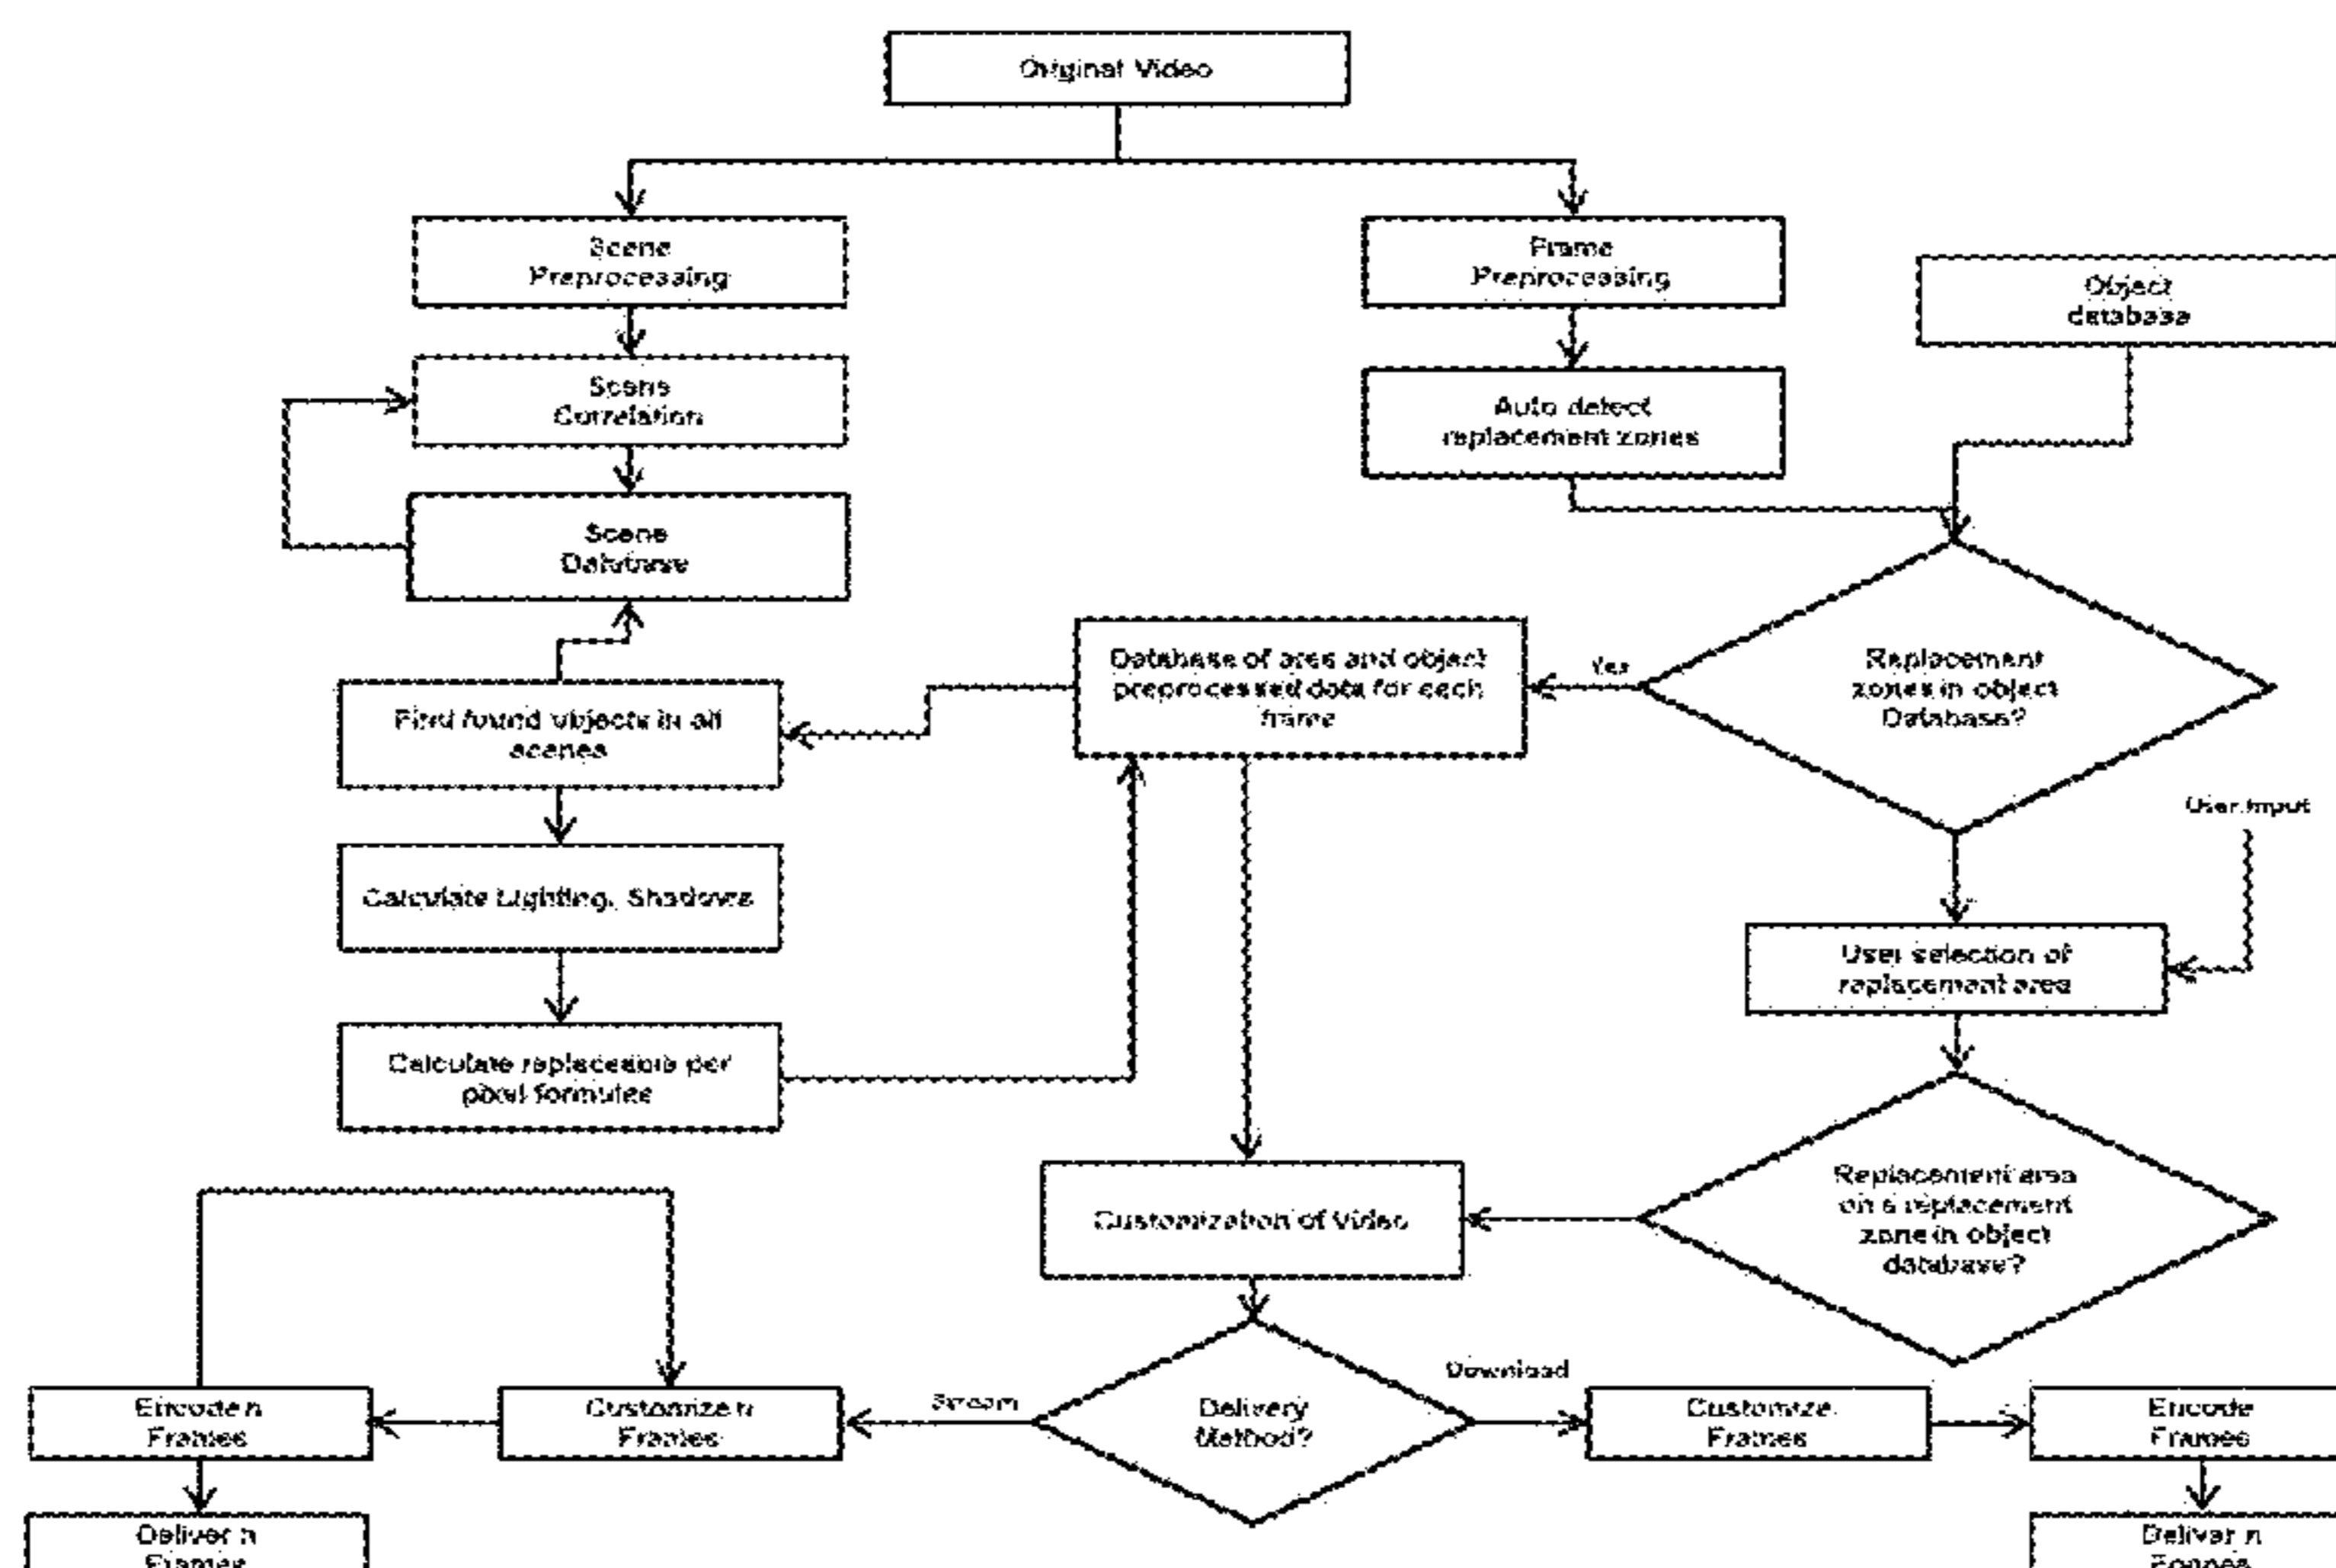 Original Video
Scene
Preprocessing
Frame
Preprocessing
Object
database
Scene
Correlation
Auto detect
replacement zones
Scene
Database
Database of area and object
preprocessed data for each
frame
Yes
Replacement
zones in object
Database?
Find found objects in all
scenes
User Input
Calculate Lighting, Shadows
User selection of
replacement area
Calculate replaceable per
pixel formulas
Replacement area
on a replacement
zone in object
database?
Customization of Video
Download
Stream
Delivery
Method?
Encode n
Frames
Customize n
Frames
Customize
Frames
Encode
Frames
Deliver n
Frames
Deliver n
Frames